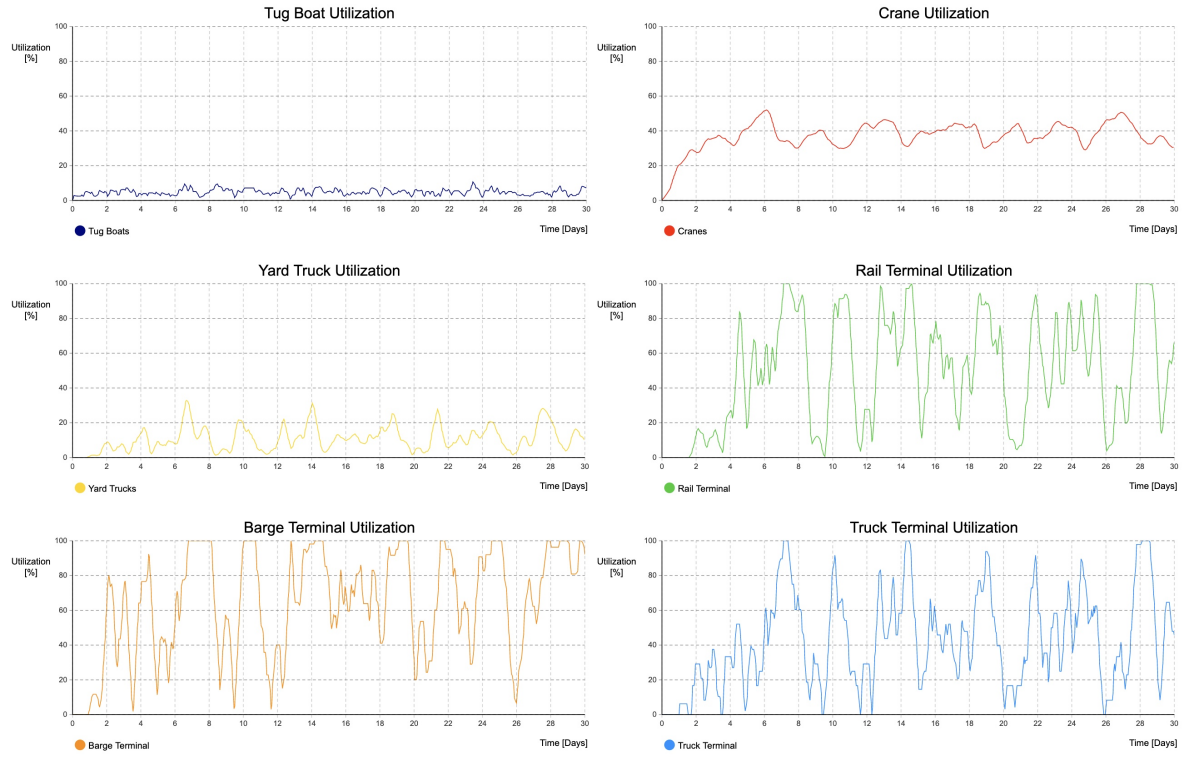 Tug Boat Utilization
Utilization
[%]
100
80
60
40
20
0
0 2 4 6 8 10 12 14 16 18 20 22 24 26 28 30
Time [Days]
Tug Boats
Crane Utilization
Utilization
[%]
100
80
60
40
20
0
0 2 4 6 8 10 12 14 16 18 20 22 24 26 28 30
Time [Days]
Cranes
Yard Truck Utilization
Utilization
[%]
100
80
60
40
20
0
0 2 4 6 8 10 12 14 16 18 20 22 24 26 28 30
Time [Days]
Yard Trucks
Rail Terminal Utilization
Utilization
[%]
100
80
60
40
20
0
0 2 4 6 8 10 12 14 16 18 20 22 24 26 28 30
Time [Days]
Rail Terminal
Barge Terminal Utilization
Utilization
[%]
100
80
60
40
20
0
0 2 4 6 8 10 12 14 16 18 20 22 24 26 28 30
Time [Days]
Barge Terminal
Truck Terminal Utilization
Utilization
[%]
100
80
60
40
20
0
0 2 4 6 8 10 12 14 16 18 20 22 24 26 28 30
Time [Days]
Truck Terminal